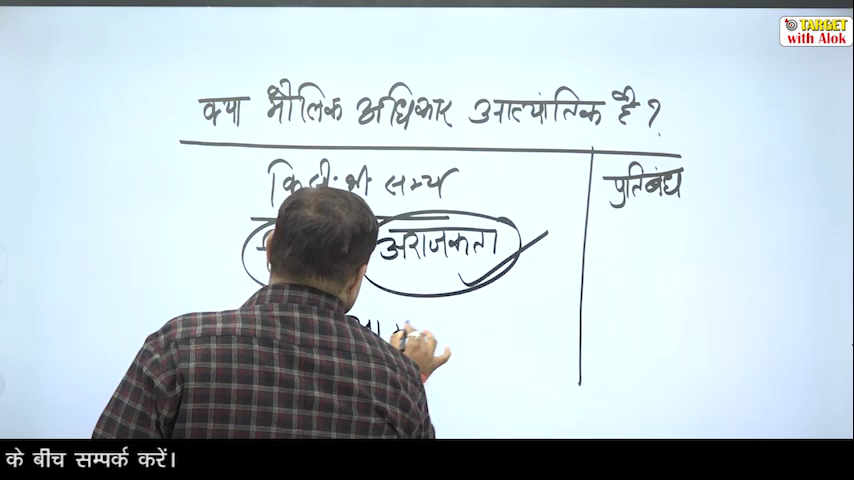 TARGET
with Alok
क्या मौलिक अधिकार आत्यांतिक है?
भी सभ्य
प्रतिबंध
अराजकता
के बीच सम्पर्क करें।